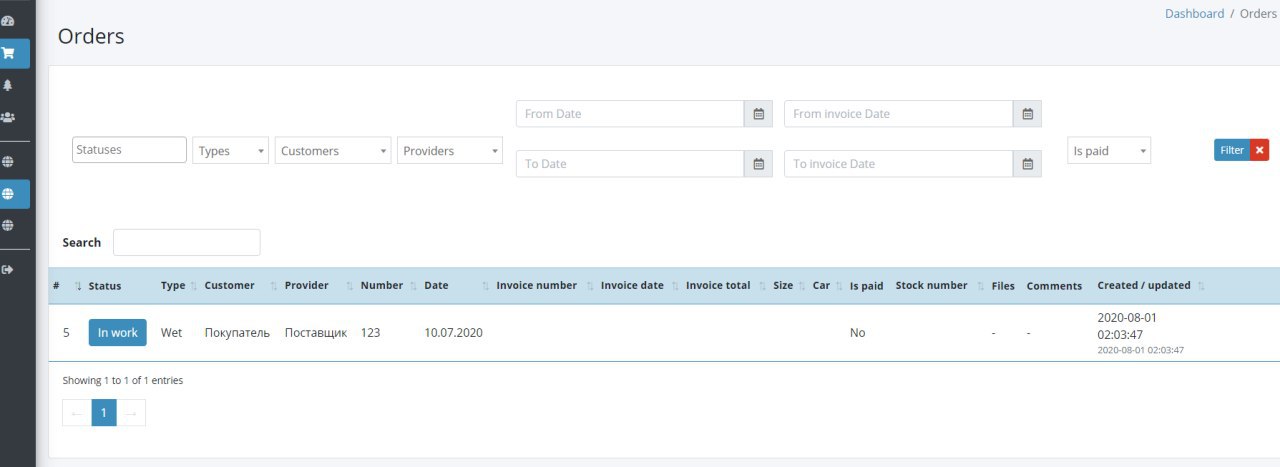 Dashboard / Orders
Orders
From Date
From invoice Date
Statuses
Types
Customers
Providers
Is paid
Filter
To Date
To invoice Date
Search
# Status Type Customer Provider Number Date Invoice number Invoice date Invoice total Size Car Is paid Stock number Files Comments Created / updated
5 In work Wet Покупатель Поставщик 123 10.07.2020 No - - 2020-08-01
02:03:47
2020-08-01 02:03:47
Showing 1 to 1 of 1 entries
← 1 →